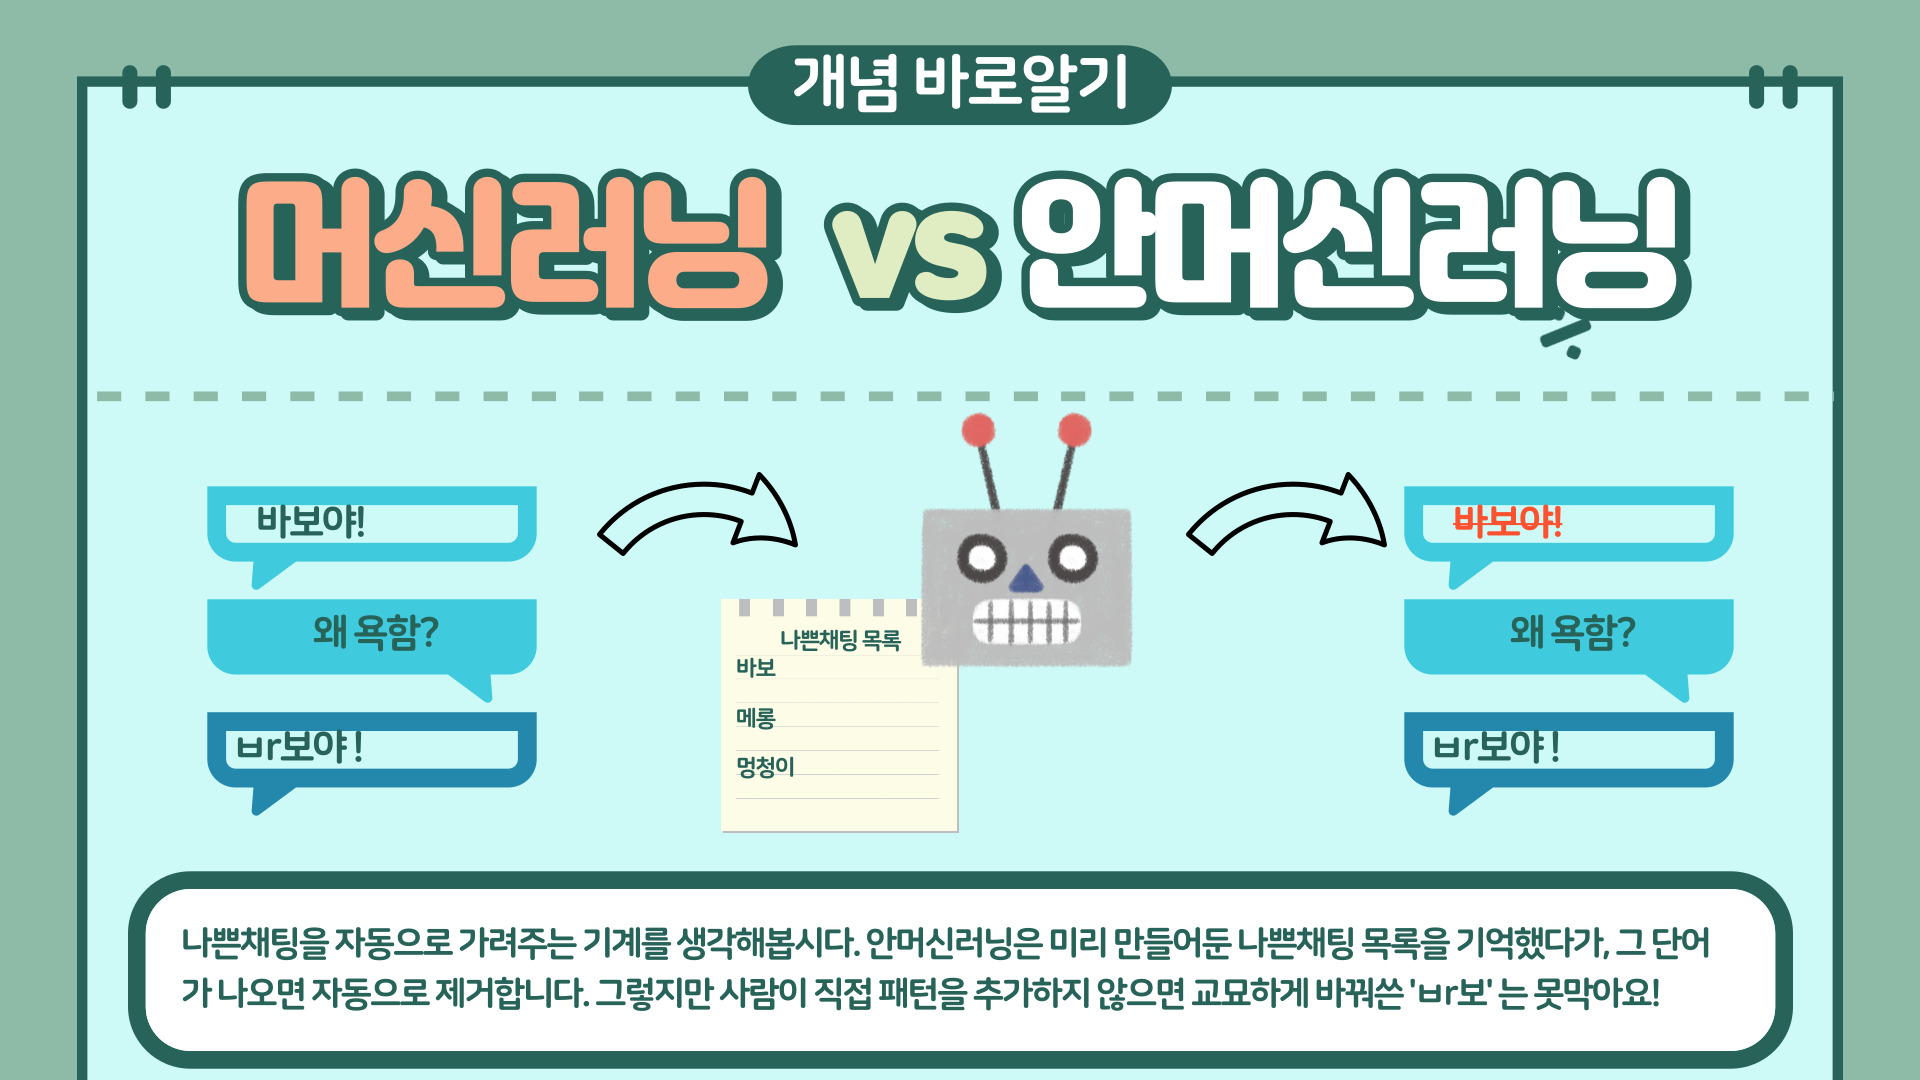 개념 바로알기
머신러닝 vs 안머신러닝
바보야!
왜 욕함?
ㅂr보야 !
나쁜채팅 목록
바보
메롱
멍청이
바보야!
왜 욕함?
ㅂr보야 !
나쁜채팅을 자동으로 가려주는 기계를 생각해봅시다. 안머신러닝은 미리 만들어둔 나쁜채팅 목록을 기억했다가, 그 단어
가 나오면 자동으로 제거합니다. 그렇지만 사람이 직접 패턴을 추가하지 않으면 교묘하게 바꿔쓴 'ㅂr보' 는 못막아요!